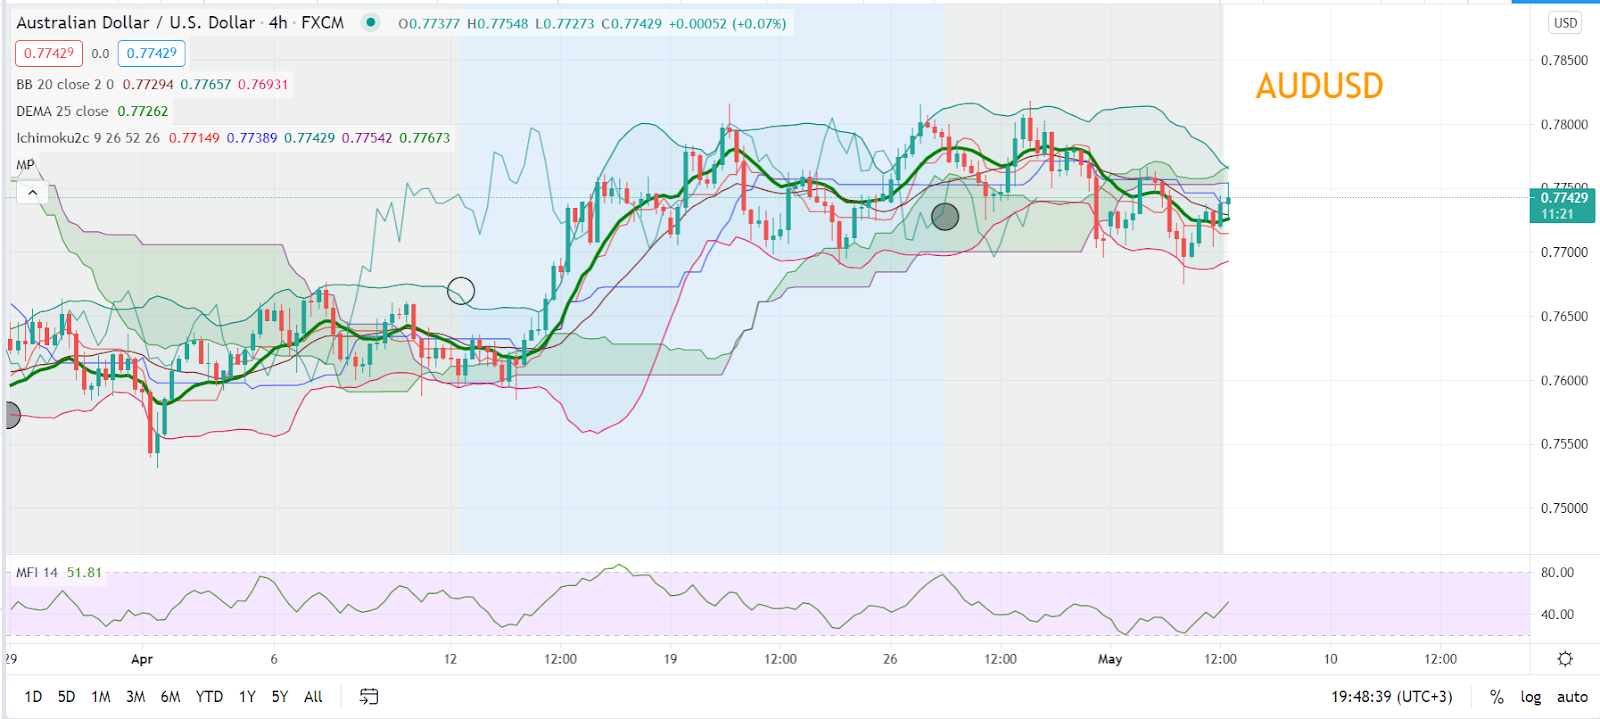 Australian Dollar / U.S. Dollar · 4h · FXCM O0.77377 H0.77548 L0.77273 C0.77429 +0.00052 (+0.07%)
USD
0.77429 0.0 0.77429
BB 20 close 2 0 0.77294 0.77657 0.76931
DEMA 25 close 0.77262
Ichimoku2c 9 26 52 26 0.77149 0.77389 0.77429 0.77542 0.77673
MP
AUDUSD
0.78500
0.78000
0.77500
0.77429
11:21
0.77000
0.76500
0.76000
0.75500
0.75000
MFI 14 51.81
80.00
40.00
29 Apr 6 12 12:00 19 12:00 26 12:00 May 12:00 10 12:00
1D 5D 1M 3M 6M YTD 1Y 5Y All 19:48:39 (UTC+3) % log auto